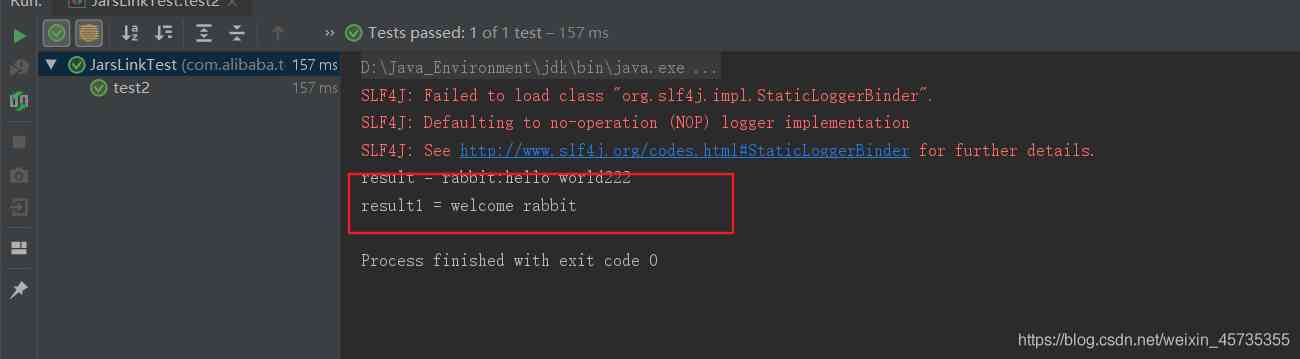 Run:
JarsLinkTest.test2
Tests passed: 1 of 1 test – 157 ms
JarsLinkTest (com.alibaba.t 157 ms
test2 157 ms
D:\Java_Environment\jdk\bin\java.exe ...
SLF4J: Failed to load class "org.slf4j.impl.StaticLoggerBinder".
SLF4J: Defaulting to no-operation (NOP) logger implementation
SLF4J: See http://www.slf4j.org/codes.html#StaticLoggerBinder for further details.
result = rabbit:hello world222
result1 = welcome rabbit
Process finished with exit code 0
https://blog.csdn.net/weixin_45735355